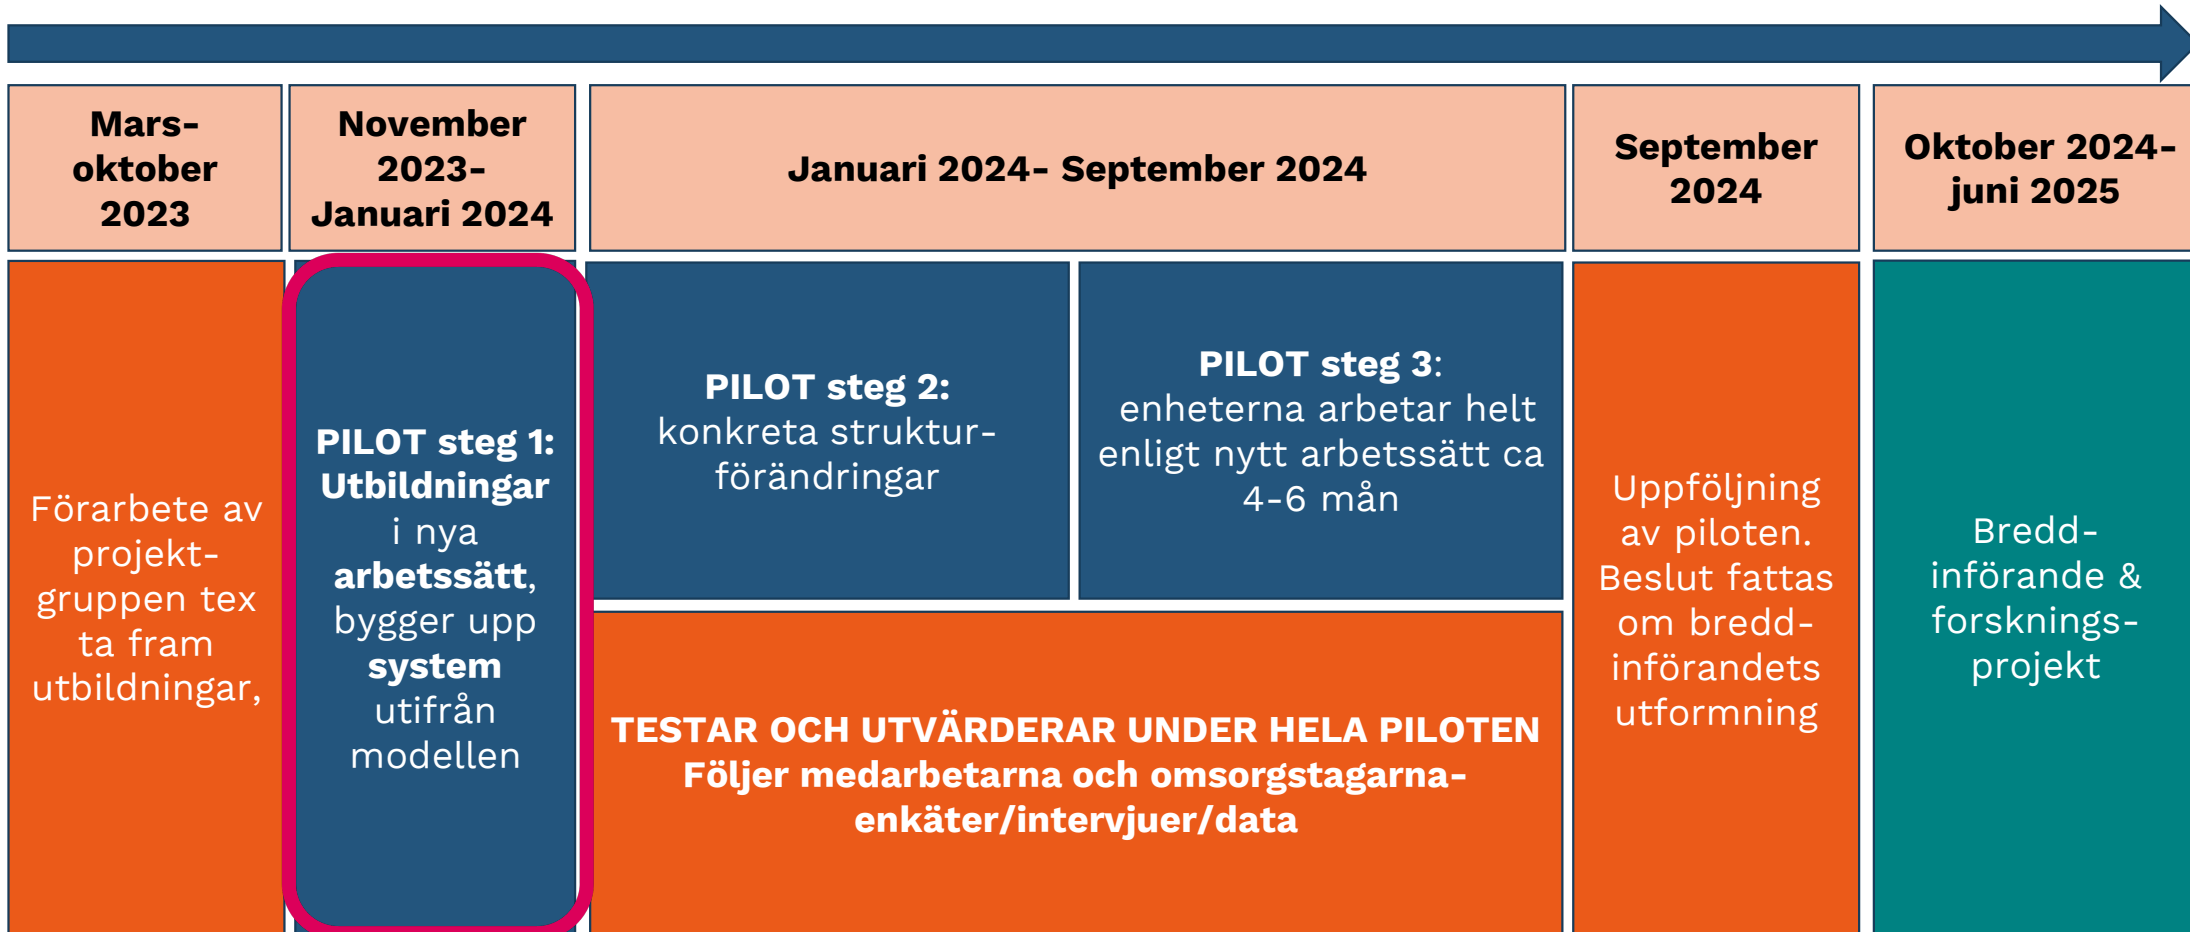 Mars-
oktober
2023
November
2023-
Januari 2024
Januari 2024- September 2024
September
2024
Oktober 2024-
juni 2025
Förarbete av
projekt-
gruppen tex
ta fram
utbildningar,
PILOT steg 1:
Utbildningar
i nya
arbetssätt,
bygger upp
system
utifrån
modellen
PILOT steg 2:
konkreta struktur-
förändringar
PILOT steg 3:
enheterna arbetar helt
enligt nytt arbetssätt ca
4-6 mån
TESTAR OCH UTVÄRDERAR UNDER HELA PILOTEN
Följer medarbetarna och omsorgstagarna-
enkäter/intervjuer/data
Uppföljning
av piloten.
Beslut fattas
om bredd-
införandets
utformning
Bredd-
införande &
forsknings-
projekt